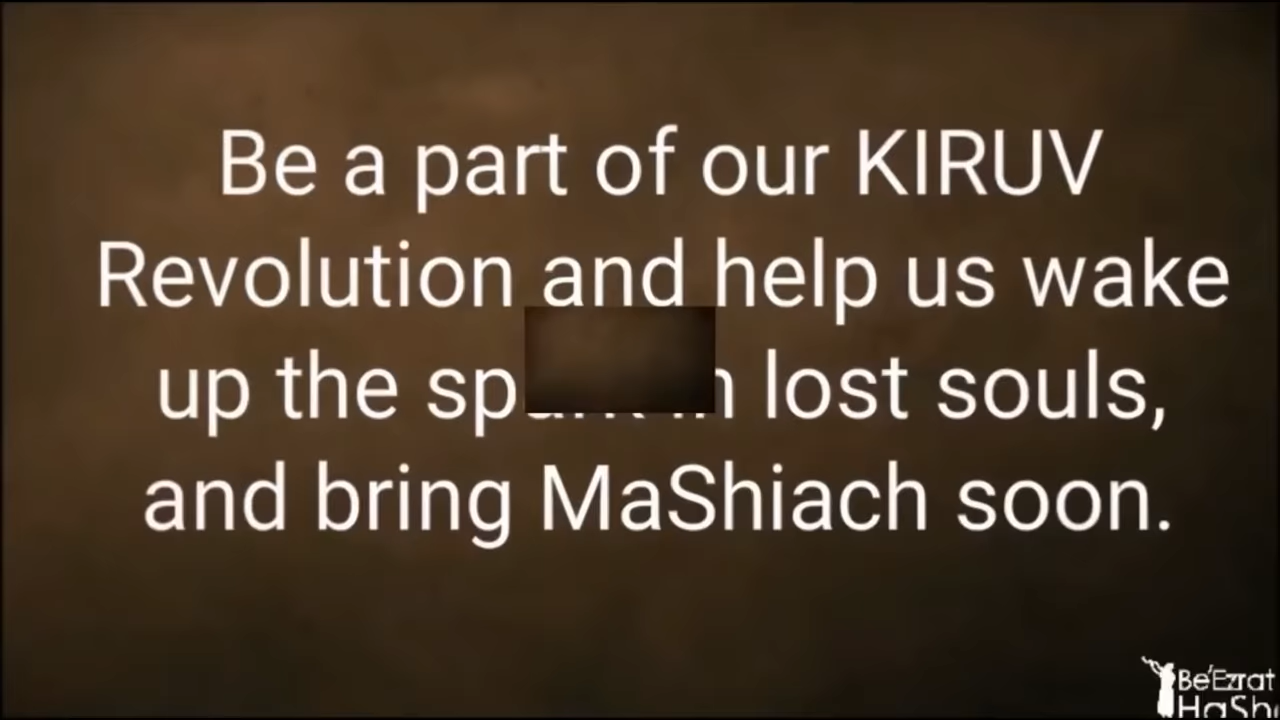 Be a part of our KIRUV
Revolution and help us wake
up the lost souls,
and bring MaShiach soon.
Be'Ezrat